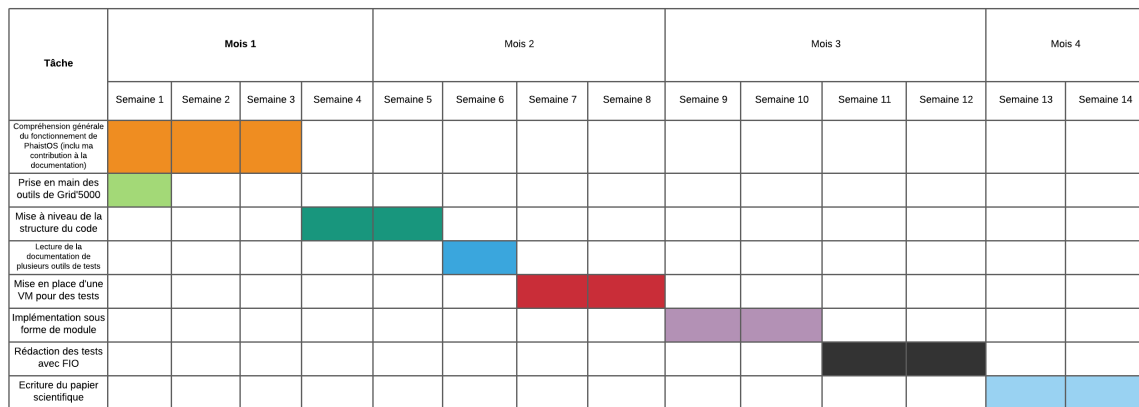 Tâche
Mois 1
Mois 2
Mois 3
Mois 4
Semaine 1
Semaine 2
Semaine 3
Semaine 4
Semaine 5
Semaine 6
Semaine 7
Semaine 8
Semaine 9
Semaine 10
Semaine 11
Semaine 12
Semaine 13
Semaine 14
Compréhension générale
du fonctionnement de
PhaistOS (inclu ma
contribution à la
documentation)
Prise en main des
outils de Grid'5000
Mise à niveau de la
structure du code
Lecture de la
documentation de
plusieurs outils de tests
Mise en place d'une
VM pour des tests
Implémentation sous
forme de module
Rédaction des tests
avec FIO
Ecriture du papier
scientifique